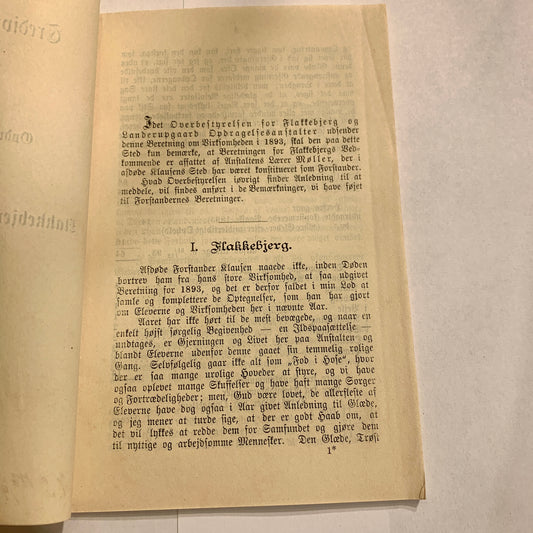 Idet Overbestyrelsen for Flakkebjerg og
Landerupgaard Opdragelsesanstalter udsender
denne Beretning om Virksomheden i 1893, skal den paa dette
Sted kun bemærke, at Beretningen for Flakkebjergs Ved-
kommende er affattet af Anstaltens Lærer Møller, der i
afdøde Klausens Sted har været konstitueret som Forstander.
Hvad Overbestyrelsen iøvrigt finder Anledning til at
meddele, vil findes anført i de Bemærkninger, vi have føjet
til Forstandernes Beretninger.
I. Flakkebjerg.
Afdøde Forstander Klausen naaede ikke, inden Døden
bortrev ham fra hans store Virksomhed, at faa udgivet
Beretning for 1893, og det er derfor faldet i min Lod at
samle og komplettere de Optegnelser, som han har gjort
om Eleverne og Virksomheden her i nævnte Aar.
Aaret har ikke hørt til de mest bevægede, og naar en
enkelt højst sørgelig Begivenhed — en Ildspaasættelse —
undtages, er Gjerningen og Livet her paa Anstalten og
blandt Eleverne udenfor denne gaaet sin temmelig rolige
Gang. Selvfølgelig gaar ikke alt som „Fod i Hose“, hvor
der er saa mange urolige Hoveder at styre, og vi have
ogsaa oplevet mange Skuffelser og have haft mange Sorger
og Fortrædeligheder; men, Gud være lovet, de allerfleste af
Eleverne have dog ogsaa i Aar givet Anledning til Glæde,
og jeg mener at turde sige, at der er godt Haab om, at
det vil lykkes at redde dem for Samfundet og gjøre dem
til nyttige og arbejdsomme Mennesker. Den Glæde, Trøst
1*